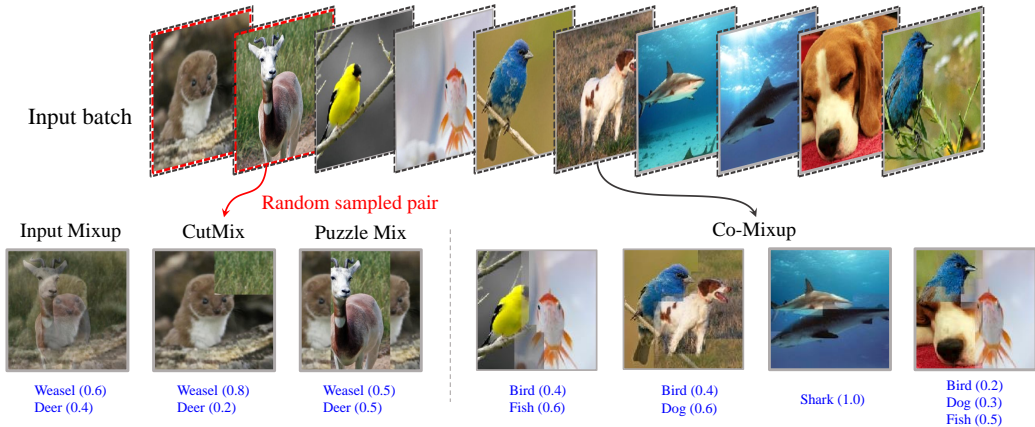 Input batch
Random sampled pair
Input Mixup
CutMix
Puzzle Mix
Co-Mixup
Weasel (0.6)
Deer (0.4)
Weasel (0.8)
Deer (0.2)
Weasel (0.5)
Deer (0.5)
Bird (0.4)
Fish (0.6)
Bird (0.4)
Dog (0.6)
Shark (1.0)
Bird (0.2)
Dog (0.3)
Fish (0.5)